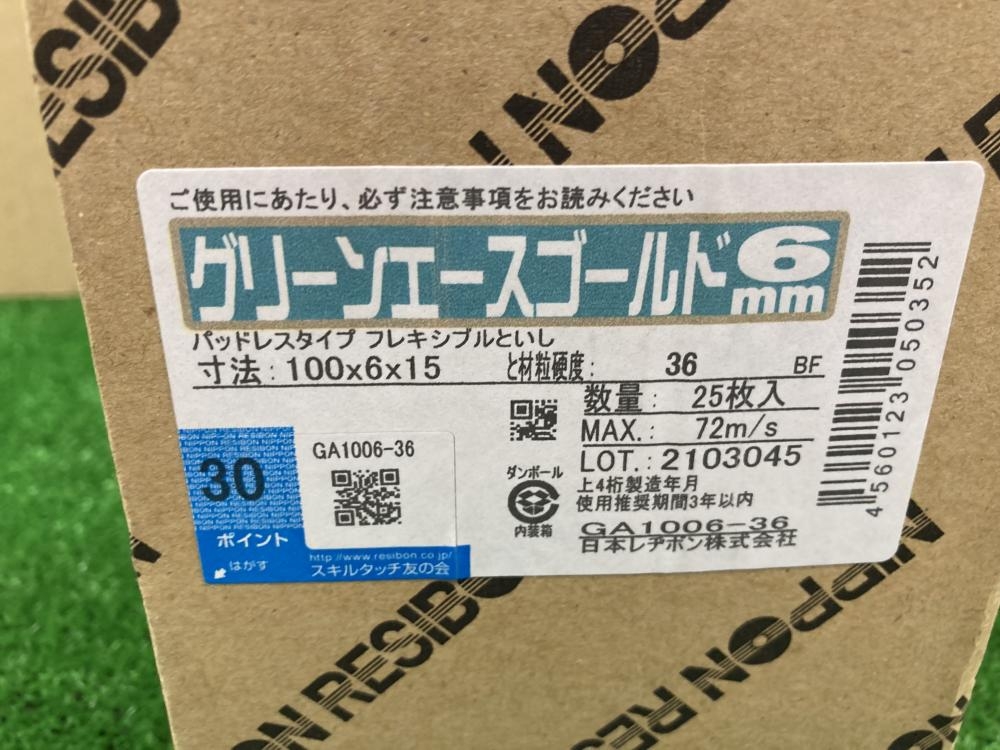 RESIBON
NIPPON
ご使用にあたり、必ず注意事項をお読みください
グリーンエースゴールド6mm
パッドレスタイプ フレキシブルといし
寸法:100x6x15 と材粒硬度: 36 BF
数量: 25枚入
MAX.: 72m/s
LOT.:2103045
上4桁製造年月
使用推奨期間3年以内
GA1006-36
日本レヂボン株式会社
ダンボール
内装箱
4560123050352
NIPPON RESIBON
30
ポイント
はがす
GA1006-36
http://www.resibon.co.jp/
スキルタッチ友の会
NIPPON RESIBON
NIPPON RESIBON